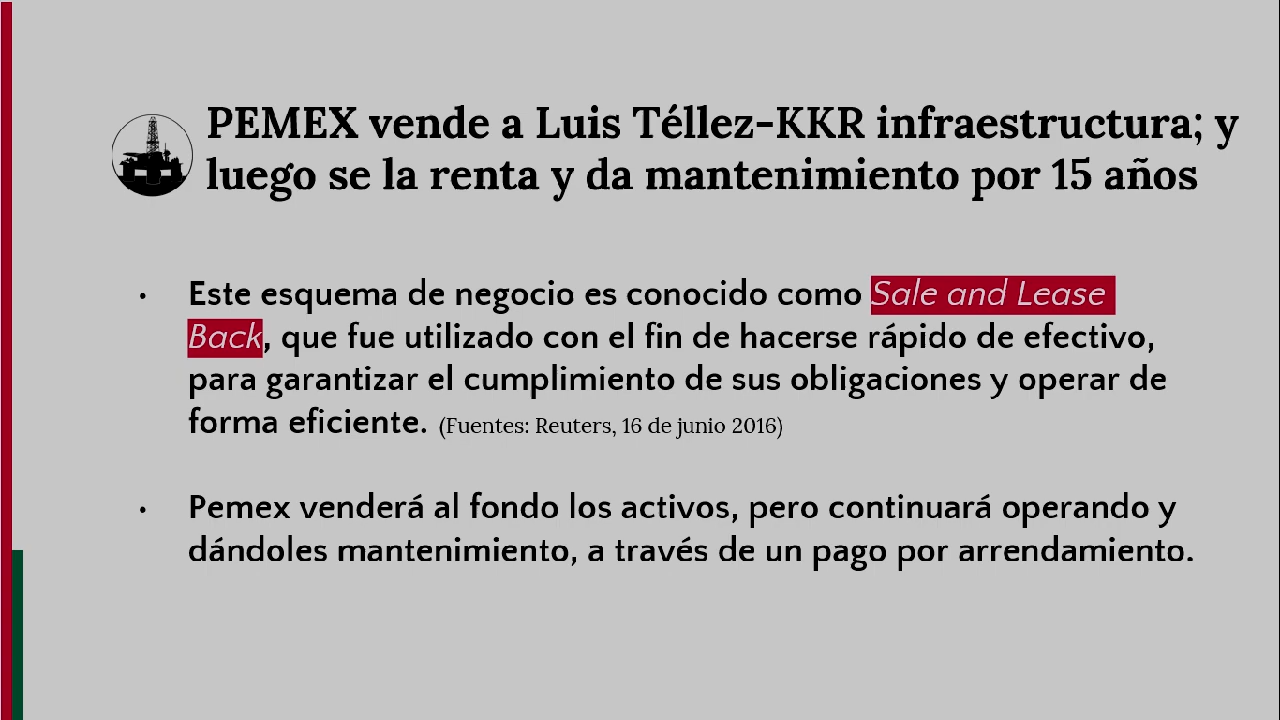 PEMEX vende a Luis Téllez-KKR infraestructura; y
luego se la renta y da mantenimiento por 15 años
• Este esquema de negocio es conocido como Sale and Lease
Back, que fue utilizado con el fin de hacerse rápido de efectivo,
para garantizar el cumplimiento de sus obligaciones y operar de
forma eficiente. (Fuentes: Reuters, 16 de junio 2016)
• Pemex venderá al fondo los activos, pero continuará operando y
dándoles mantenimiento, a través de un pago por arrendamiento.